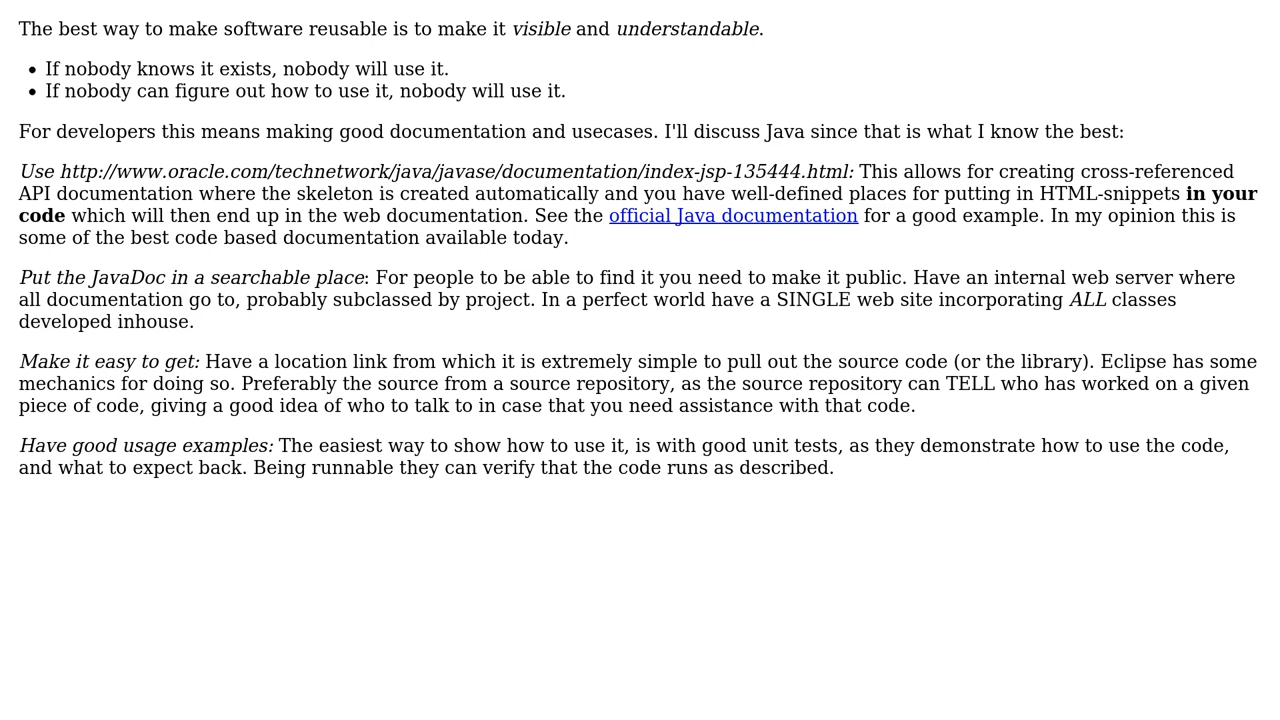 The best way to make software reusable is to make it visible and understandable.
• If nobody knows it exists, nobody will use it.
• If nobody can figure out how to use it, nobody will use it.
For developers this means making good documentation and usecases. I'll discuss Java since that is what I know the best:
Use http://www.oracle.com/technetwork/java/javase/documentation/index-jsp-135444.html: This allows for creating cross-referenced
API documentation where the skeleton is created automatically and you have well-defined places for putting in HTML-snippets in your
code which will then end up in the web documentation. See the official Java documentation for a good example. In my opinion this is
some of the best code based documentation available today.
Put the JavaDoc in a searchable place: For people to be able to find it you need to make it public. Have an internal web server where
all documentation go to, probably subclassed by project. In a perfect world have a SINGLE web site incorporating ALL classes
developed inhouse.
Make it easy to get: Have a location link from which it is extremely simple to pull out the source code (or the library). Eclipse has some
mechanics for doing so. Preferably the source from a source repository, as the source repository can TELL who has worked on a given
piece of code, giving a good idea of who to talk to in case that you need assistance with that code.
Have good usage examples: The easiest way to show how to use it, is with good unit tests, as they demonstrate how to use the code,
and what to expect back. Being runnable they can verify that the code runs as described.